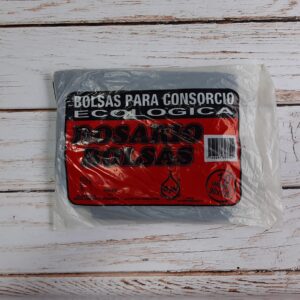 BOLSAS PARA CONSORCIO
ECOLOGICA
ROSARIO
BOLSAS